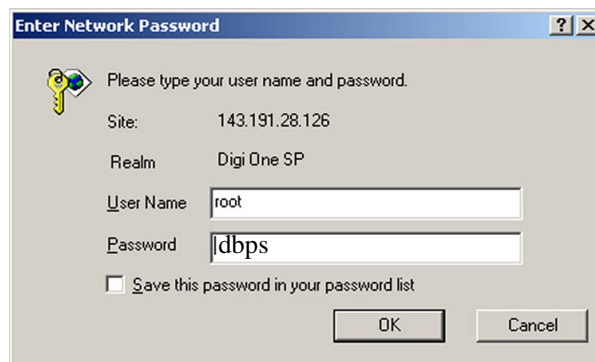 Enter Network Password
Please type your user name and password.
Site: 143.191.28.126
Realm Digi One SP
User Name root
Password dbps
Save this password in your password list
OK Cancel